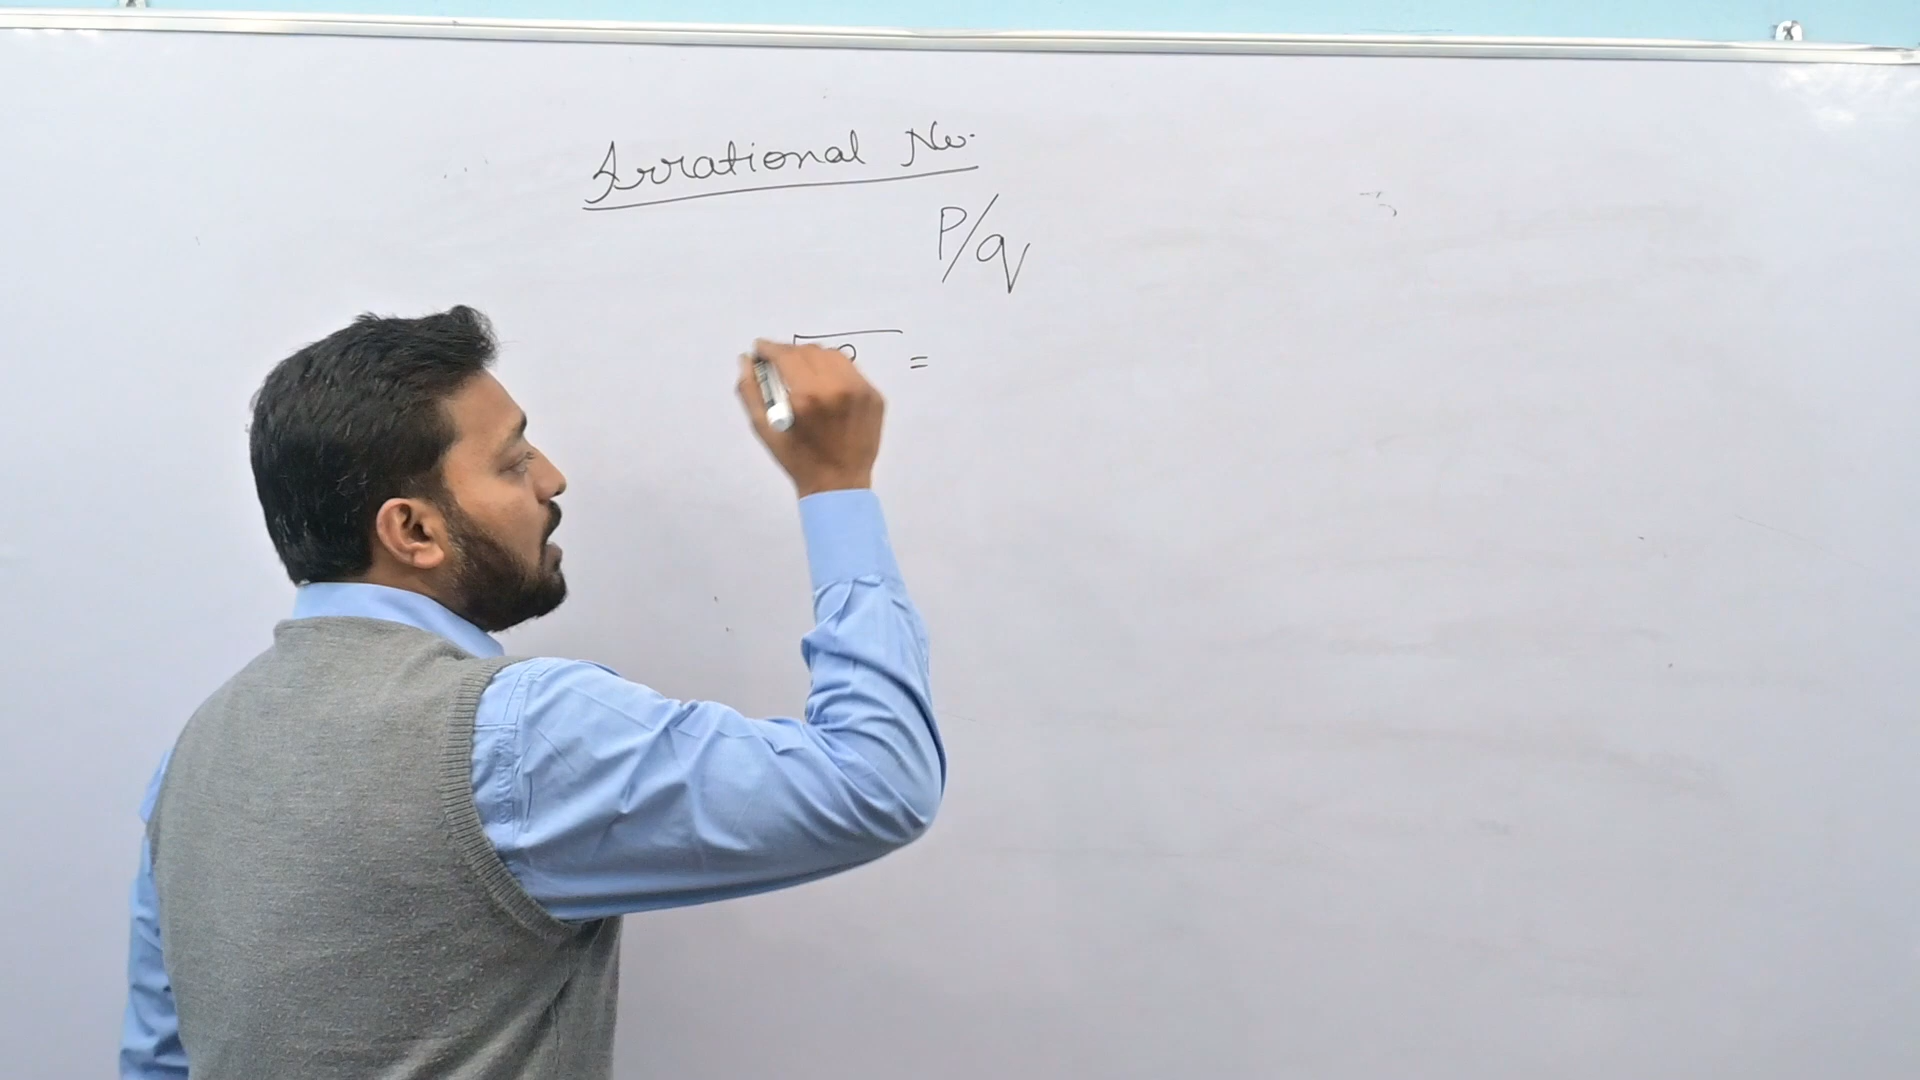 Irrational No.
P/q
=